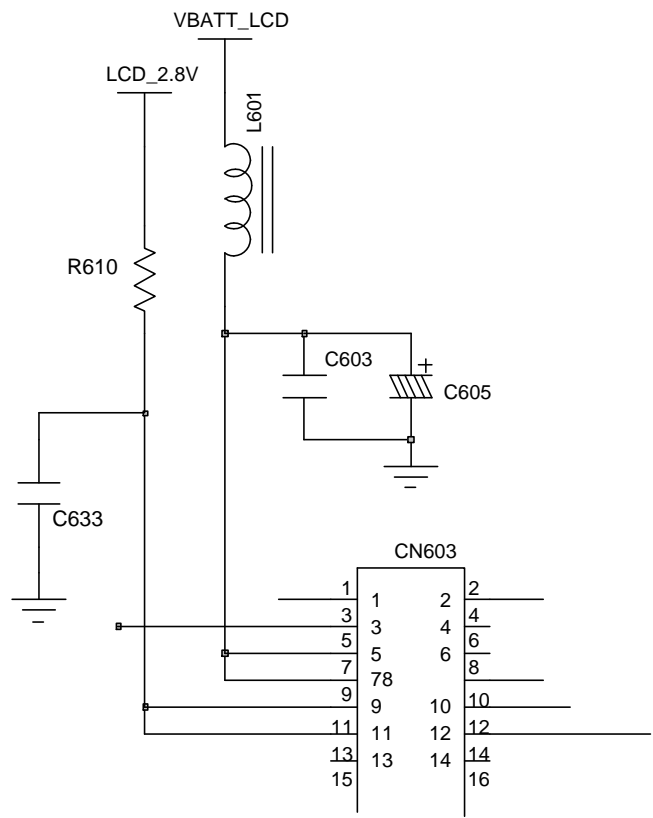 VBATT_LCD
LCD_2.8V
L601
R610
C603
+
C605
C633
CN603
1 1 2 2
3 3 4 4
5 5 6 6
7 78 8
9 9 10 10
11 11 12 12
13 13 14 14
15 16